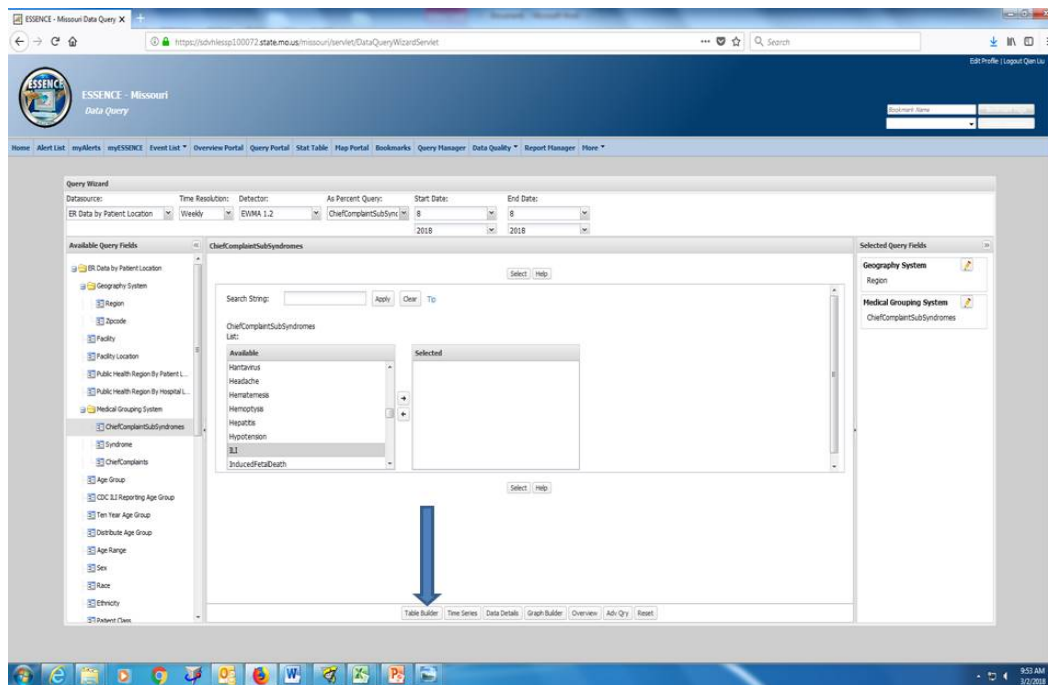 ESSENCE - Missouri Data Query
https://sdvhlessp100072.state.mo.us/missouri/servlet/DataQueryWizardServlet
Search
Edit Profile | Logout Qian Liu
ESSENCE
ESSENCE - Missouri
Data Query
Bookmark Name
Home Alert List myAlerts myESSENCE Event List Overview Portal Query Portal Stat Table Map Portal Bookmarks Query Manager Data Quality Report Manager More
Query Wizard
Datasource: Time Resolution: Detector: As Percent Query: Start Date: End Date:
ER Data by Patient Location Weekly EWMA 1.2 ChiefComplaintSubSync 8 8
2018 2018
Available Query Fields ChiefComplaintSubSyndromes Selected Query Fields
ER Data by Patient Location
Geography System
Region
Zipcode
Facility
Facility Location
Public Health Region By Patient L...
Public Health Region By Hospital L...
Medical Grouping System
ChiefComplaintSubSyndromes
Syndrome
ChiefComplaints
Age Group
CDC ILI Reporting Age Group
Ten Year Age Group
Distribute Age Group
Age Range
Sex
Race
Ethnicity
Patient Class
Select Help
Search String: Apply Clear Tip
ChiefComplaintSubSyndromes
List:
Available Selected
Hantavirus
Headache
Hematemesis
Hemoptysis
Hepatitis
Hypotension
ILI
InducedFetalDeath
Select Help
Table Builder Time Series Data Details Graph Builder Overview Adv Qry Reset
Geography System
Region
Medical Grouping System
ChiefComplaintSubSyndromes
9:53 AM
3/2/2018